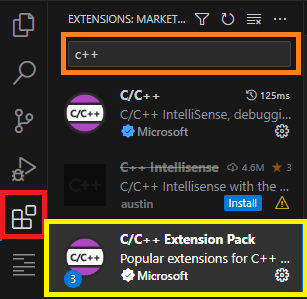 EXTENSIONS: MARKET...
c++
C/C++
C/C++ 125ms
C/C++ IntelliSense, debuggi...
Microsoft
C++
C++ Intellisense 4.6M 3
C/C++ Intellisense with the ...
austin Install
C/C++
C/C++ Extension Pack
Popular extensions for C++ ...
3 Microsoft